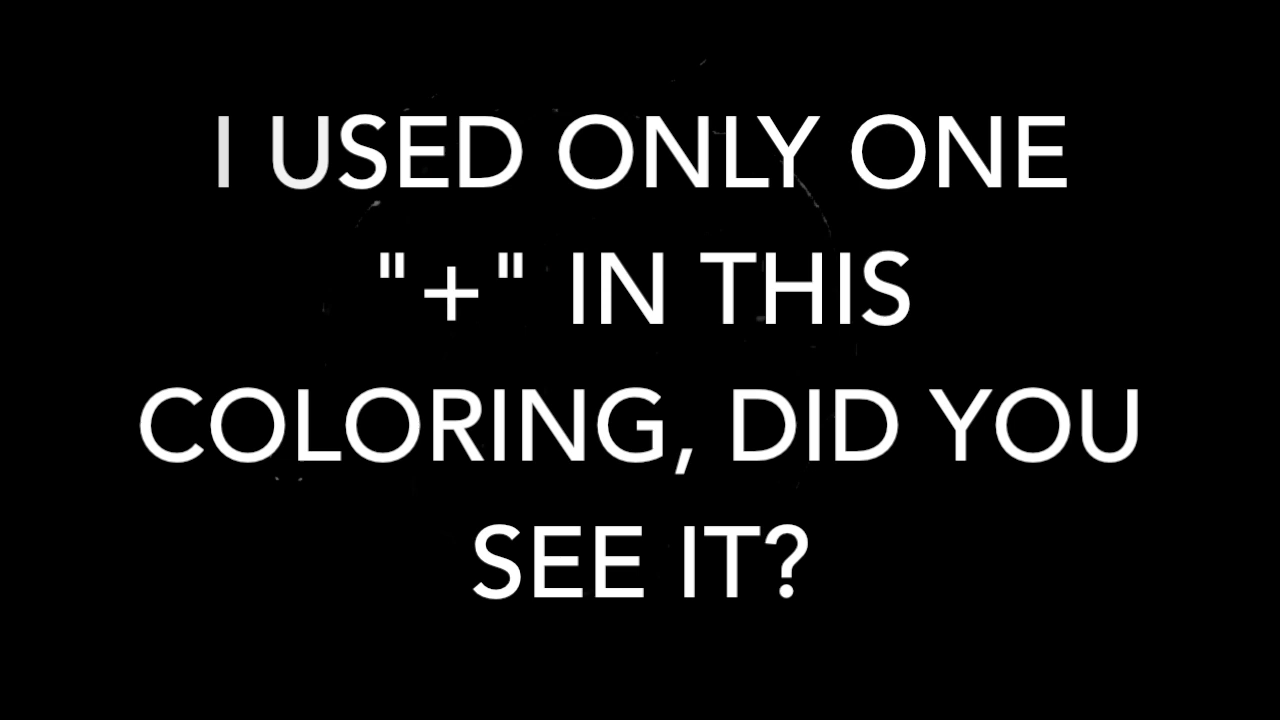 I USED ONLY ONE
"+" IN THIS
COLORING, DID YOU
SEE IT?